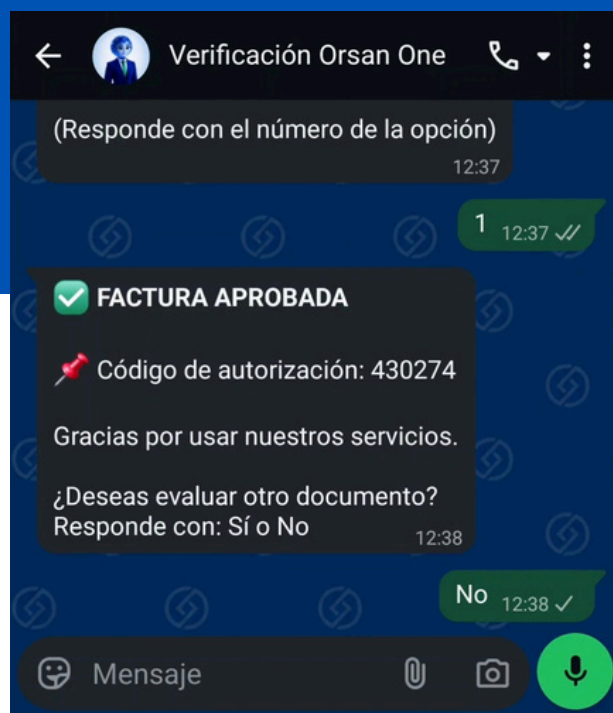 Verificación Orsan One
(Responde con el número de la opción)
12:37
1 12:37
FACTURA APROBADA
Código de autorización: 430274
Gracias por usar nuestros servicios.
¿Deseas evaluar otro documento?
Responde con: Sí o No
12:38
No 12:38
Mensaje